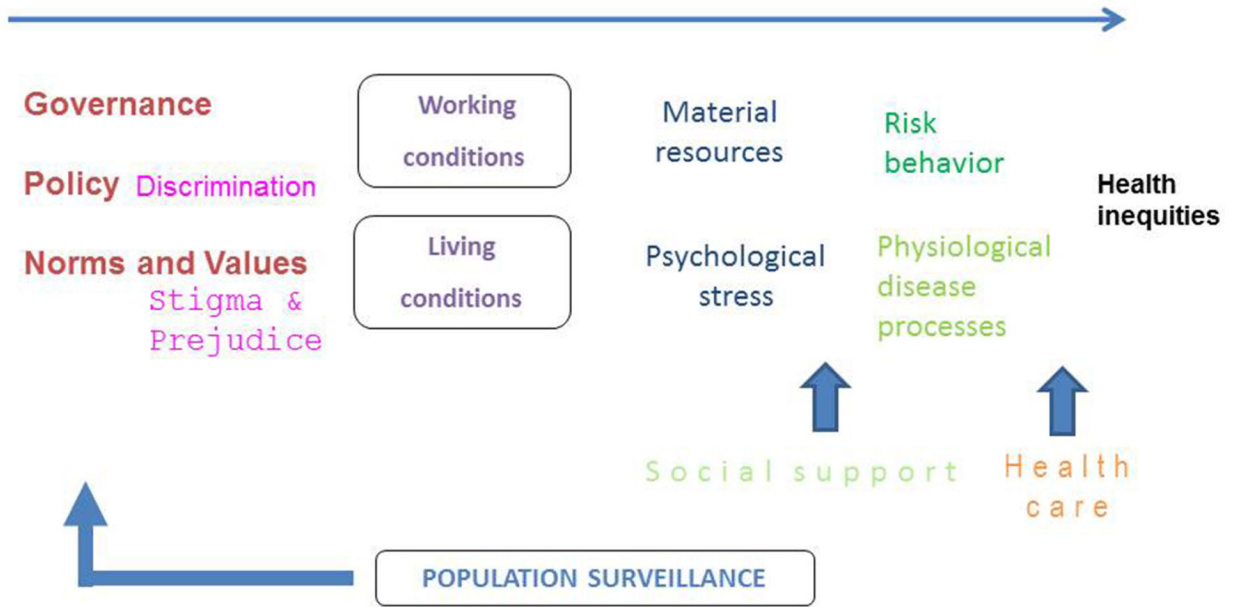 Governance
Policy Discrimination
Norms and Values
Stigma &
Prejudice
Working
conditions
Living
conditions
Material
resources
Psychological
stress
Risk
behavior
Physiological
disease
processes
Health
inequities
Social support
Health
care
POPULATION SURVEILLANCE